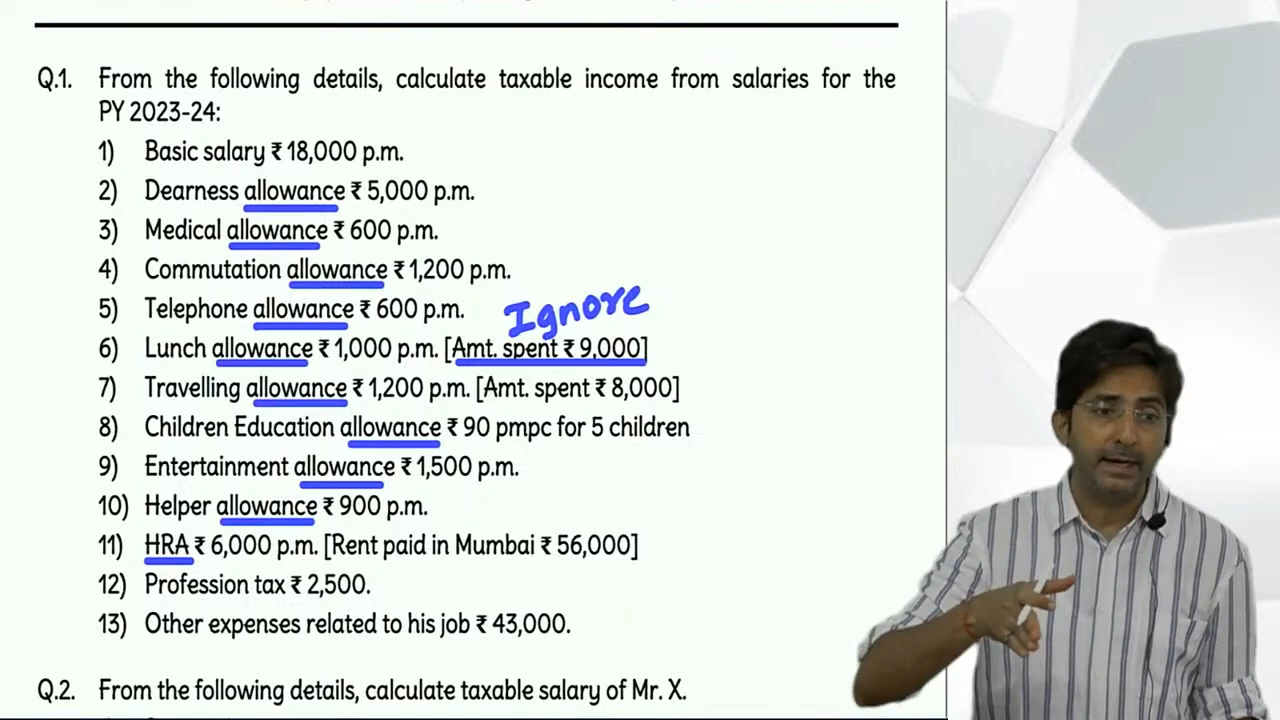 Q.1. From the following details, calculate taxable income from salaries for the
PY 2023-24:
1) Basic salary ₹ 18,000 p.m.
2) Dearness allowance ₹ 5,000 p.m.
3) Medical allowance ₹ 600 p.m.
4) Commutation allowance ₹ 1,200 p.m.
5) Telephone allowance ₹ 600 p.m.
Ignore
6) Lunch allowance ₹ 1,000 p.m. [Amt. spent ₹ 9,000]
7) Travelling allowance ₹ 1,200 p.m. [Amt. spent ₹ 8,000]
8) Children Education allowance ₹ 90 pmpc for 5 children
9) Entertainment allowance ₹ 1,500 p.m.
10) Helper allowance ₹ 900 p.m.
11) HRA ₹ 6,000 p.m. [Rent paid in Mumbai ₹ 56,000]
12) Profession tax ₹ 2,500.
13) Other expenses related to his job ₹ 43,000.
Q.2. From the following details, calculate taxable salary of Mr. X.